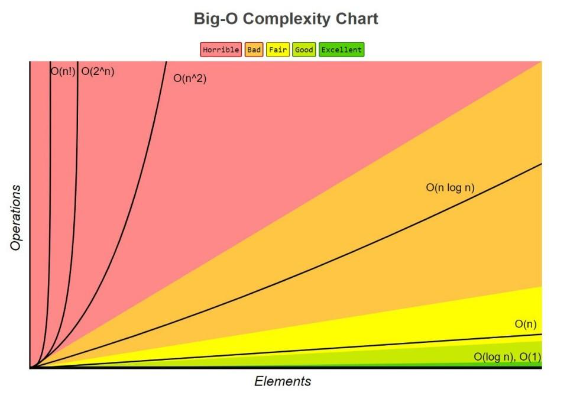 Big-O Complexity Chart
Horrible Bad Fair Good Excellent
O(n!) O(2^n) O(n^2)
O(n log n)
O(n)
O(log n), O(1)
Operations
Elements